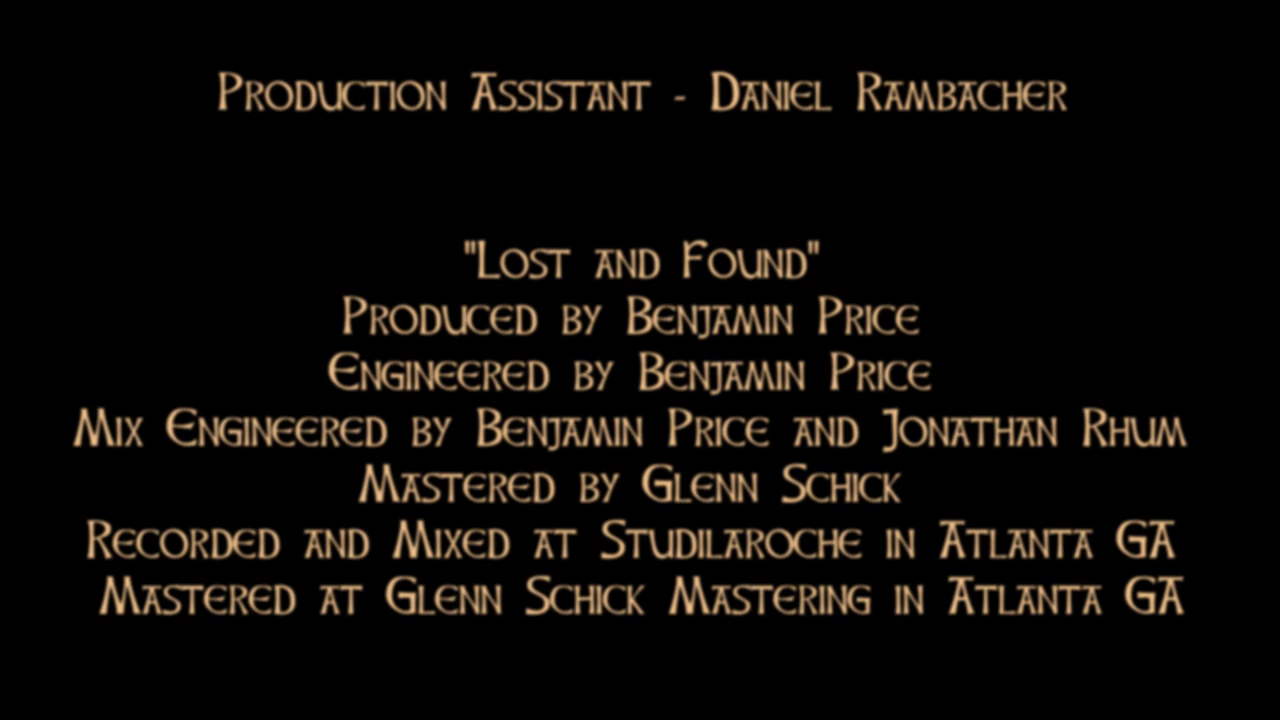 Production Assistant - Daniel Rambacher
"Lost and Found"
Produced by Benjamin Price
Engineered by Benjamin Price
Mix Engineered by Benjamin Price and Jonathan Rhum
Mastered by Glenn Schick
Recorded and Mixed at Studilaroche in Atlanta GA
Mastered at Glenn Schick Mastering in Atlanta GA